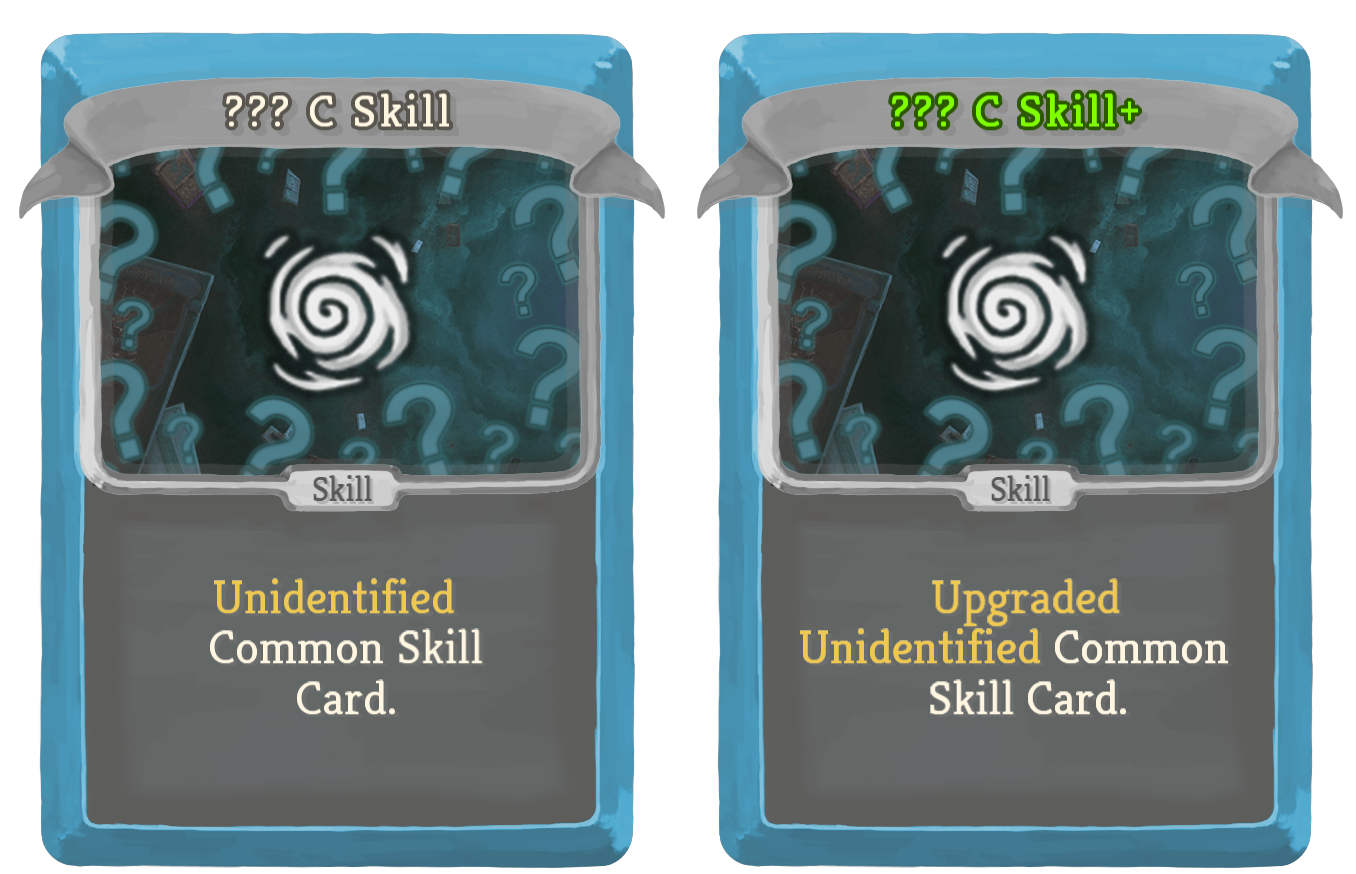 ??? C Skill
Skill
Unidentified
Common Skill
Card.
??? C Skill+
Skill
Upgraded
Unidentified Common
Skill Card.